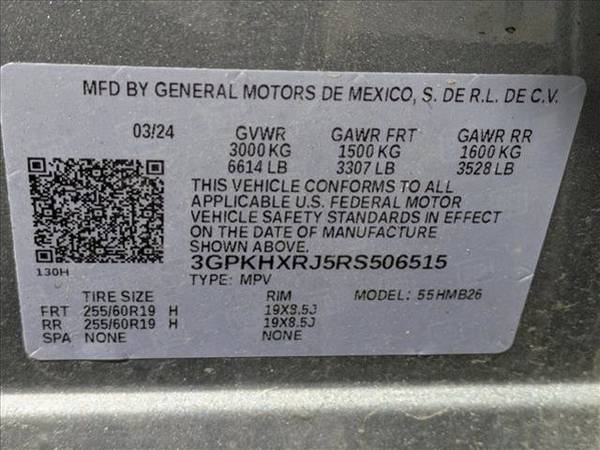 MFD BY GENERAL MOTORS DE MEXICO, S. DE R.L. DE C.V.
03/24 GVWR GAWR FRT GAWR RR
3000 KG 1500 KG 1600 KG
6614 LB 3307 LB 3528 LB
THIS VEHICLE CONFORMS TO ALL
APPLICABLE U.S. FEDERAL MOTOR
VEHICLE SAFETY STANDARDS IN EFFECT
ON THE DATE OF MANUFACTURE
SHOWN ABOVE.
130H 3GPKHXRJ5RS506515
TYPE: MPV MODEL: 55HMB26
TIRE SIZE RIM
FRT 255/60R19 H 19X8.5J
RR 255/60R19 H 19X8.5J
SPA NONE NONE